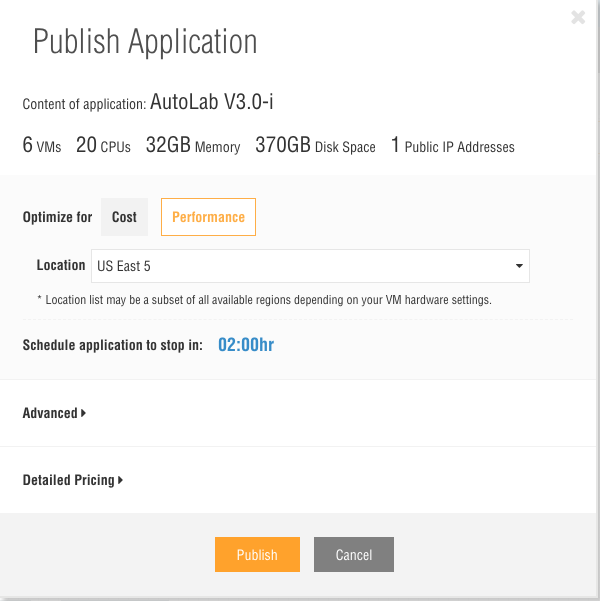 Publish Application
Content of application: AutoLab V3.0-i
6 VMs 20 CPUs 32GB Memory 370GB Disk Space 1 Public IP Addresses
Optimize for Cost Performance
Location US East 5
* Location list may be a subset of all available regions depending on your VM hardware settings.
Schedule application to stop in: 02:00hr
Advanced
Detailed Pricing
Publish Cancel